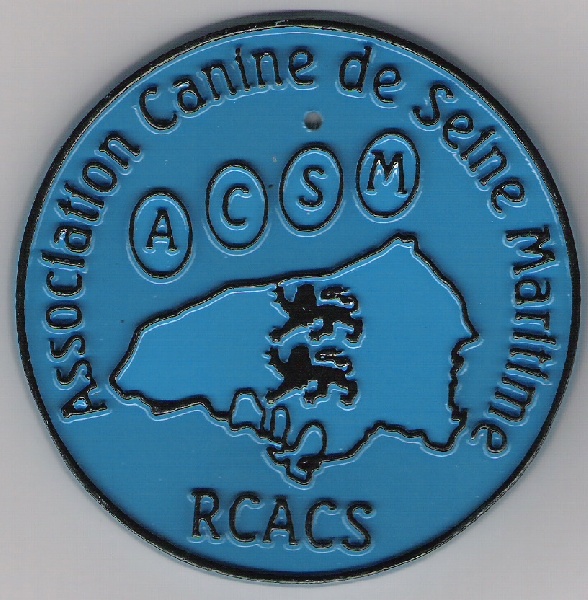 Association Canine de Seine Maritime
A C S M
RCACS